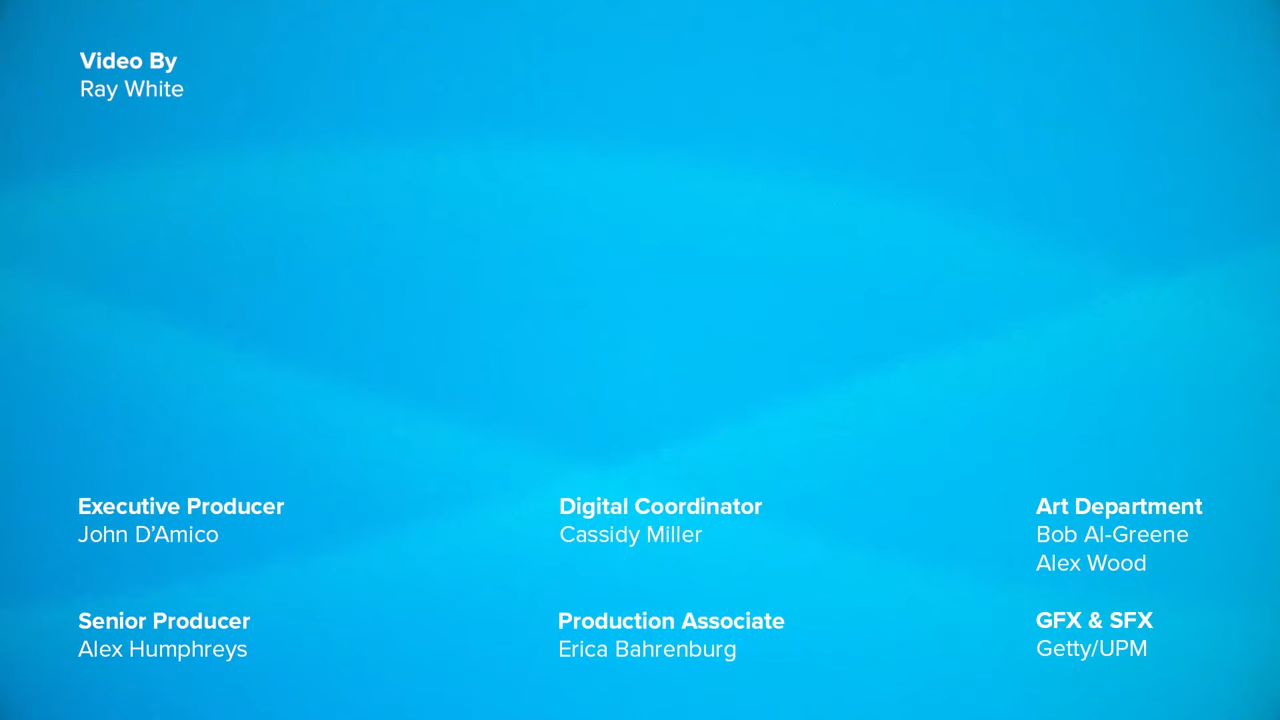 Video By
Ray White
Executive Producer
John D’Amico
Digital Coordinator
Cassidy Miller
Art Department
Bob Al-Greene
Alex Wood
Senior Producer
Alex Humphreys
Production Associate
Erica Bahrenburg
GFX & SFX
Getty/UPM